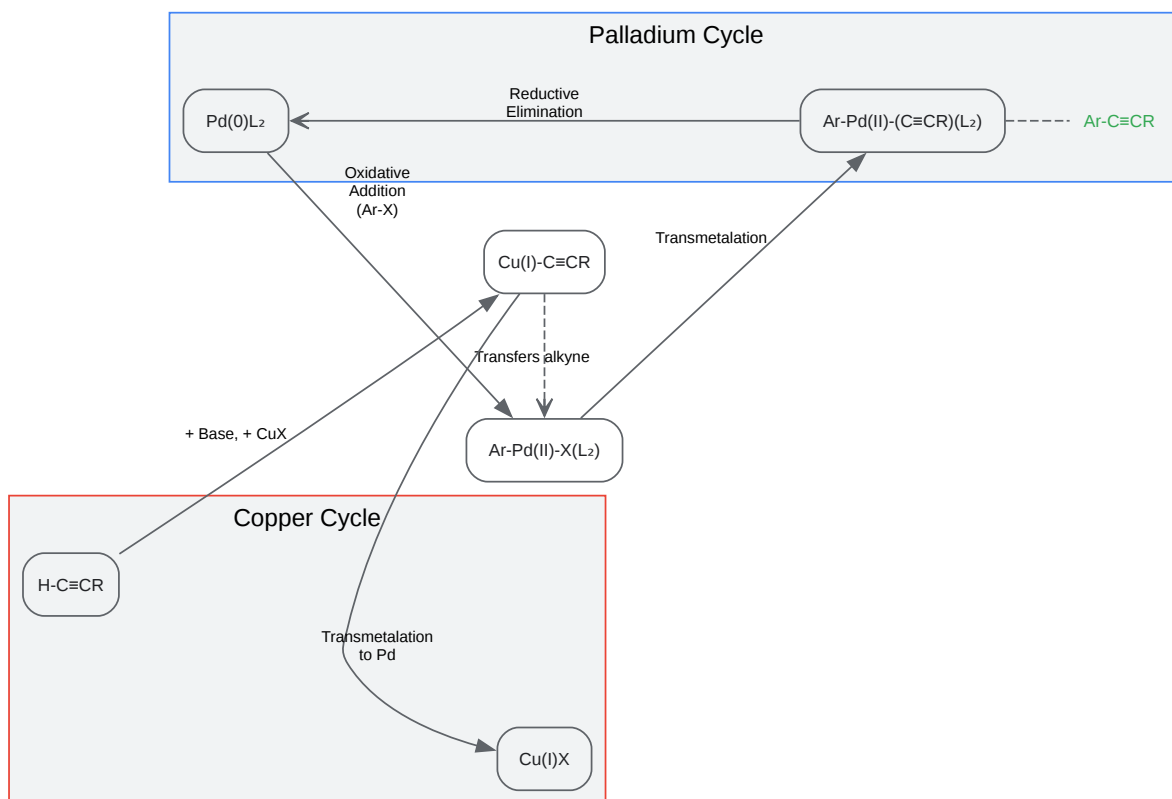 Palladium Cycle
Reductive
Elimination
Pd(0)L₂
Ar-Pd(II)-(C≡CR)(L₂)
Ar-C≡CR
Oxidative
Addition
(Ar-X)
Transmetalation
Cu(I)-C≡CR
Transfers alkyne
+ Base, + CuX
Ar-Pd(II)-X(L₂)
Copper Cycle
H-C≡CR
Transmetalation
to Pd
Cu(I)X